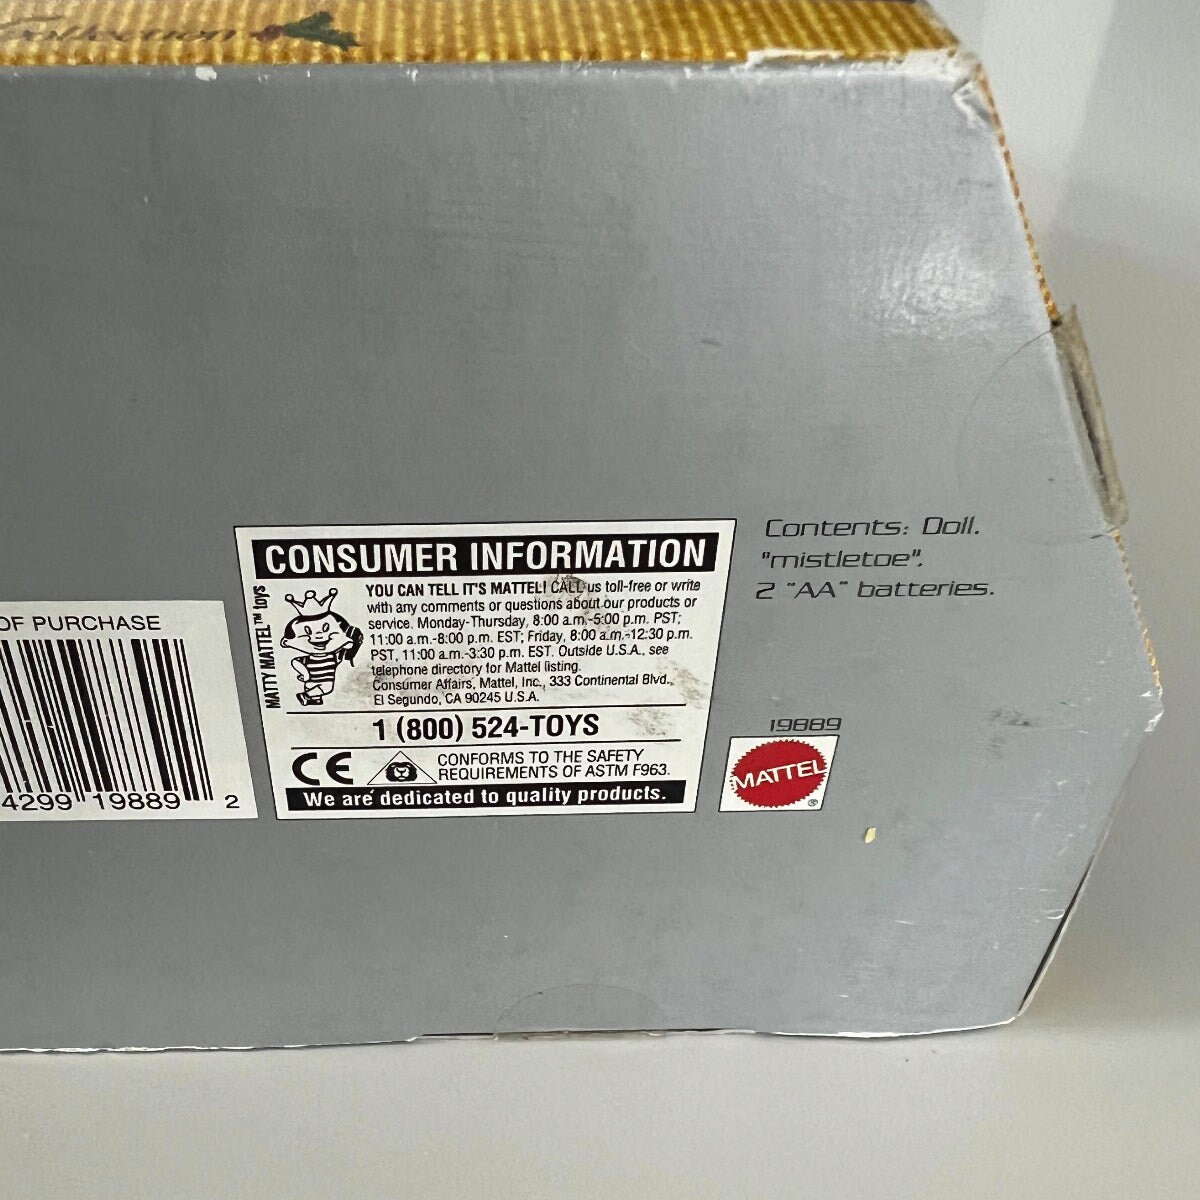 Collection
OF PURCHASE
4299 19889 2
CONSUMER INFORMATION
MATTY MATTEL™ toys
YOU CAN TELL IT'S MATTEL! CALL us toll-free or write
with any comments or questions about our products or
service. Monday-Thursday, 8:00 a.m.-5:00 p.m. PST;
11:00 a.m.-8:00 p.m. EST; Friday, 8:00 a.m.-12:30 p.m.
PST, 11:00 a.m.-3:30 p.m. EST. Outside U.S.A., see
telephone directory for Mattel listing.
Consumer Affairs, Mattel, Inc., 333 Continental Blvd.,
El Segundo, CA 90245 U.S.A.
1 (800) 524-TOYS
CE
CONFORMS TO THE SAFETY
REQUIREMENTS OF ASTM F963.
We are dedicated to quality products.
Contents: Doll.
"mistletoe".
2 "AA" batteries.
19889
MATTEL
®